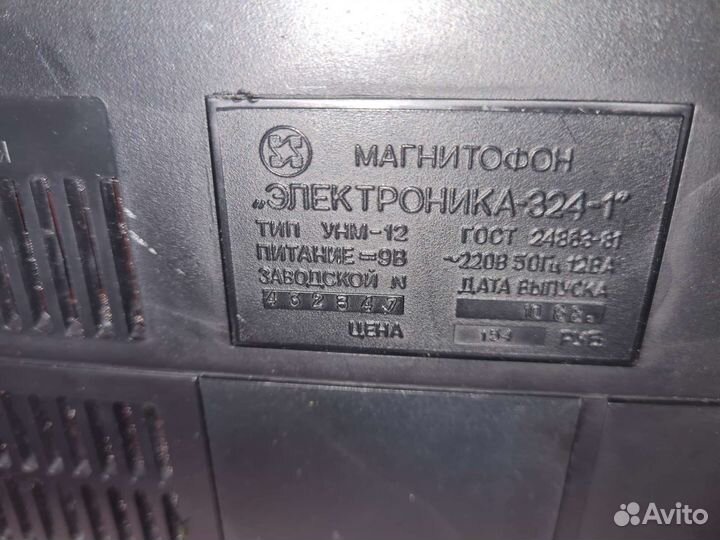 МАГНИТОФОН
„ЭЛЕКТРОНИКА-324-1"
ТИП УНМ-12 ГОСТ 24863-81
ПИТАНИЕ =9В ~220В 50Гц 12ВА
ЗАВОДСКОЙ N ДАТА ВЫПУСКА
432847 10
ЦЕНА РУБ
Avito